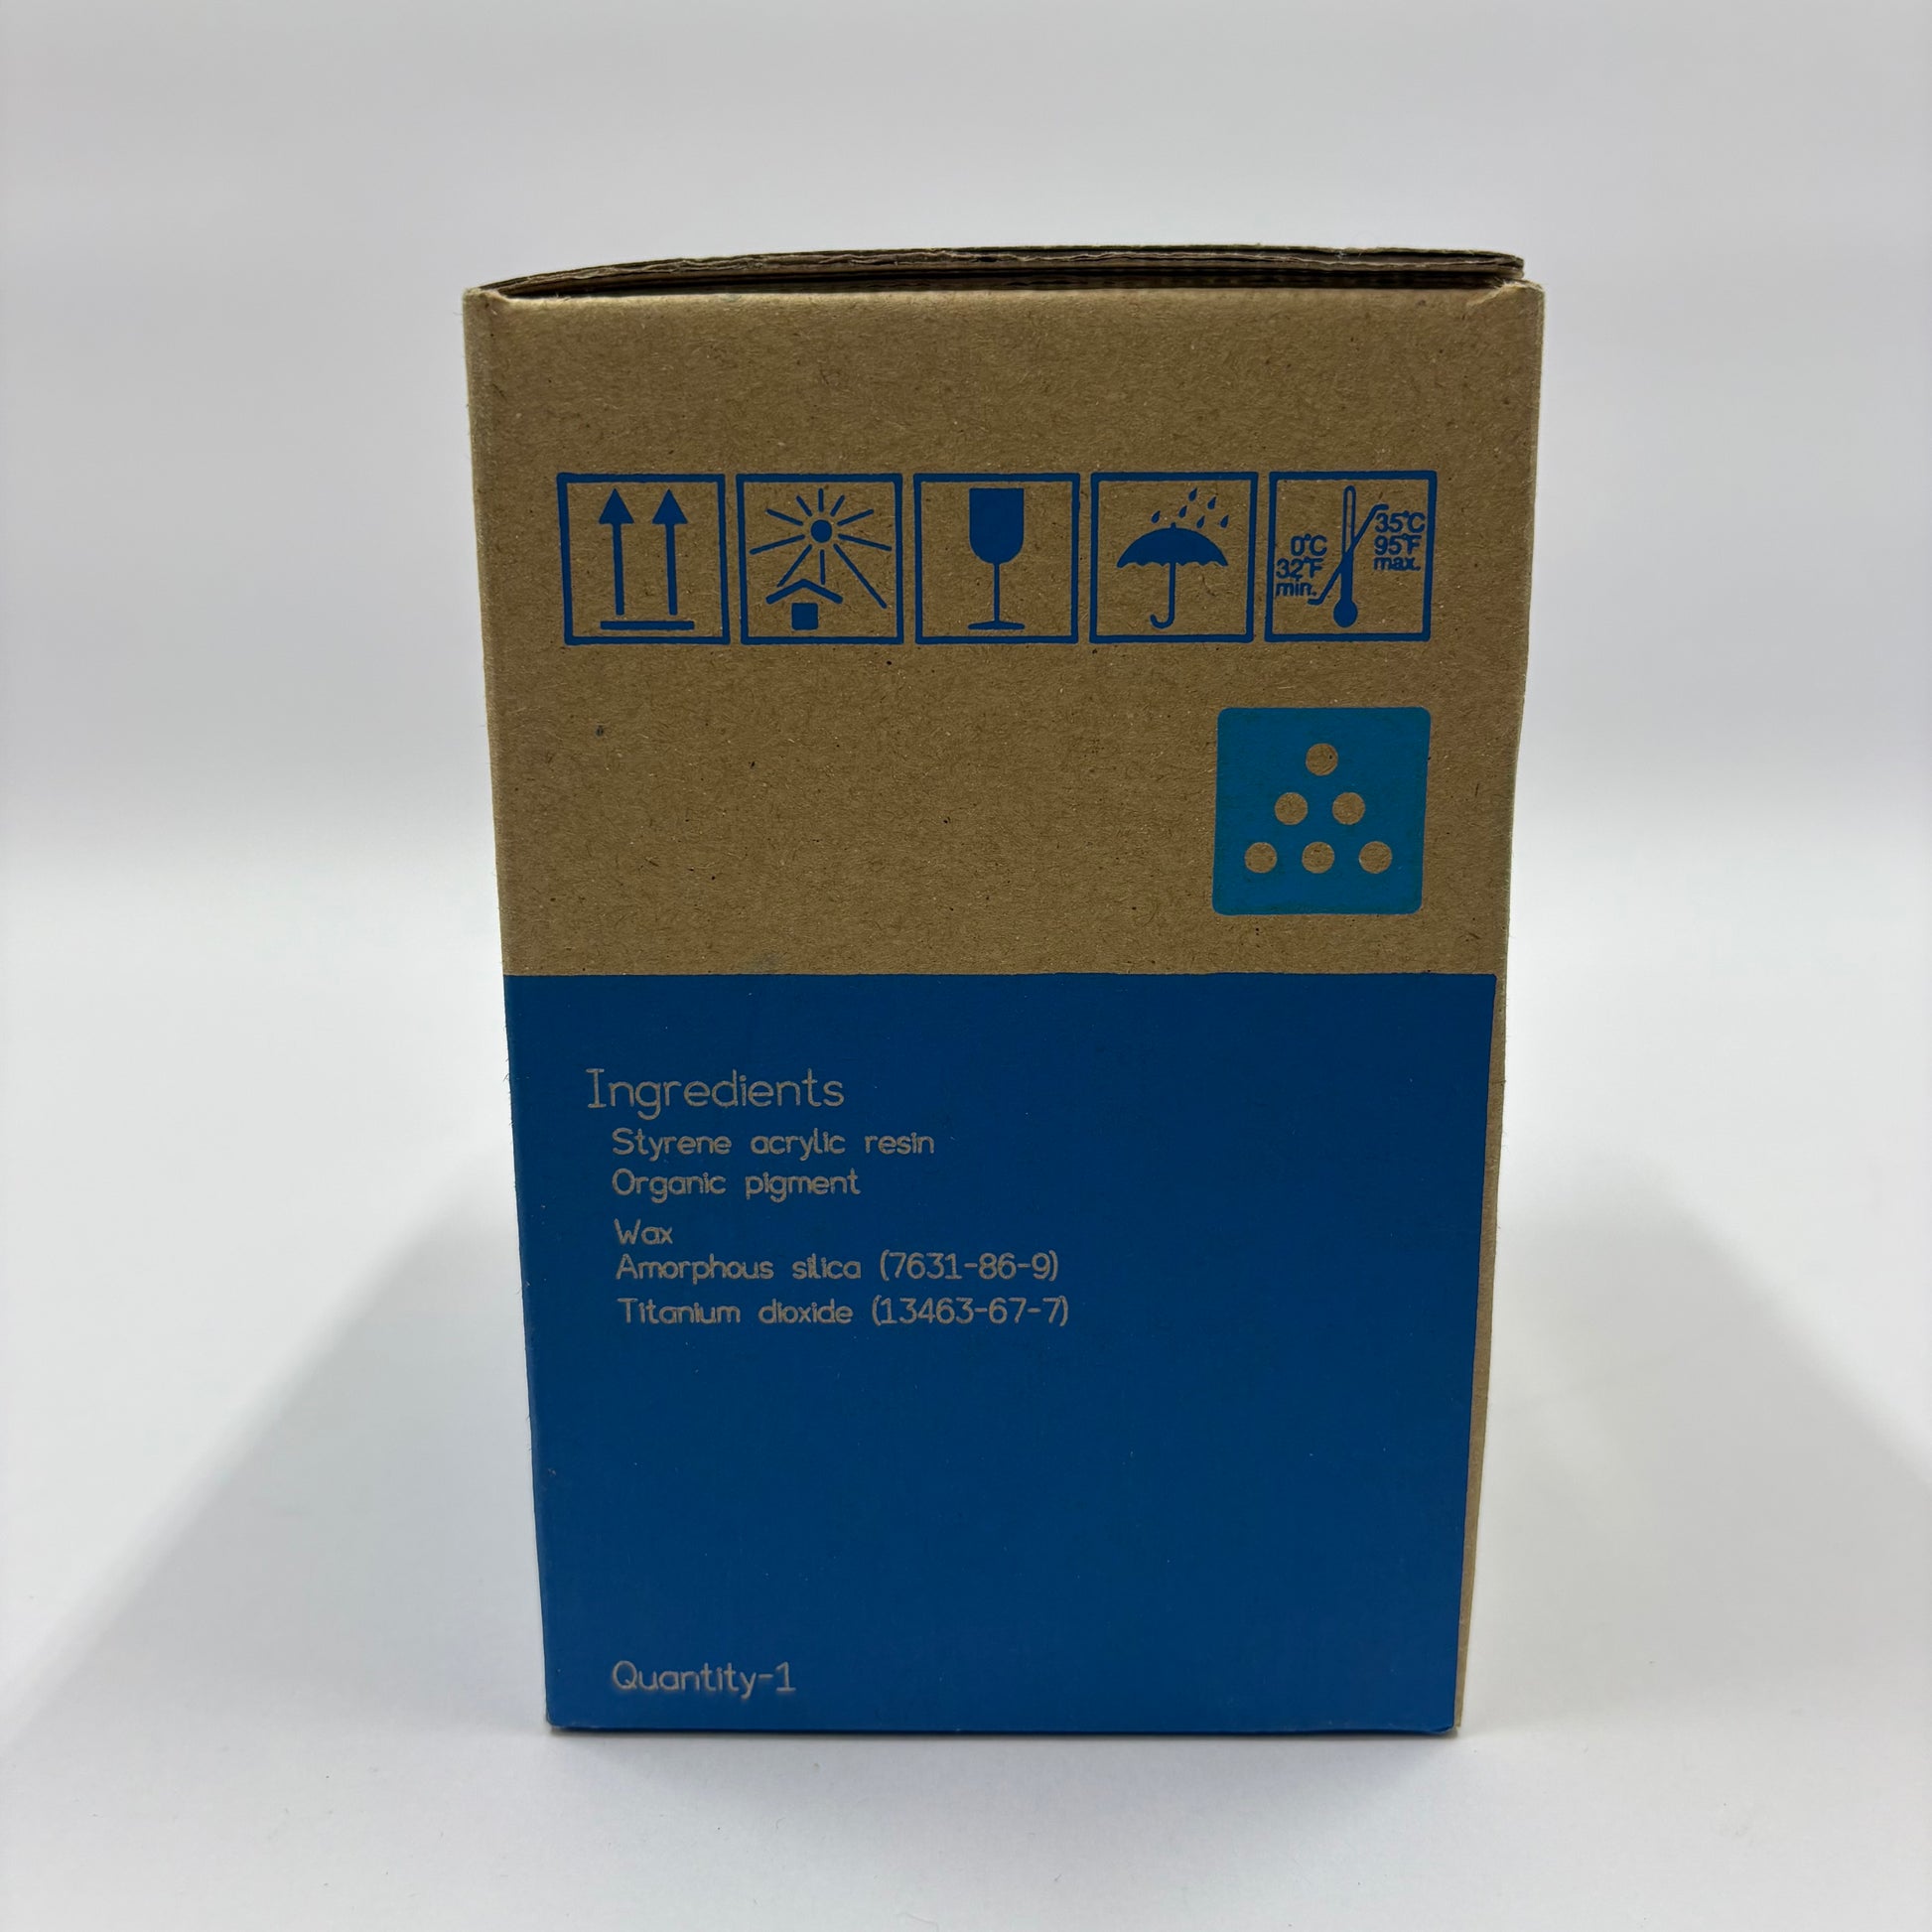 0°C
32°F
min.
35°C
95°F
max.
Ingredients
Styrene acrylic resin
Organic pigment
Wax
Amorphous silica (7631-86-9)
Titanium dioxide (13463-67-7)
Quantity-1